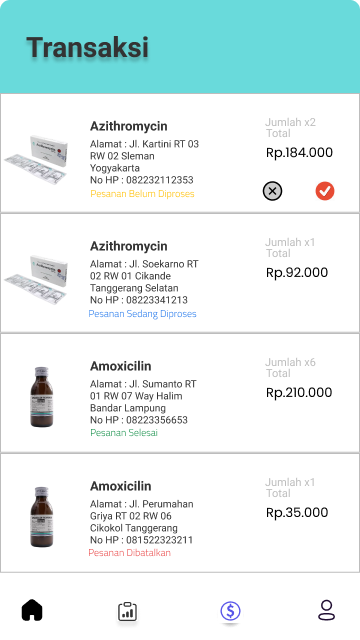 Transaksi
Azithromycin
Alamat : Jl. Kartini RT 03
RW 02 Sleman
Yogyakarta
No HP : 082232112353
Pesanan Belum Diproses
Jumlah x2
Total
Rp.184.000
Azithromycin
Alamat : Jl. Soekarno RT
02 RW 01 Cikande
Tanggerang Selatan
No HP : 08223341213
Pesanan Sedang Diproses
Jumlah x1
Total
Rp.92.000
Amoxicilin
Alamat : Jl. Sumanto RT
01 RW 07 Way Halim
Bandar Lampung
No HP : 08223356653
Pesanan Selesai
Jumlah x6
Total
Rp.210.000
Amoxicilin
Alamat : Jl. Perumahan
Griya RT 02 RW 06
Cikokol Tanggerang
No HP : 081522323211
Pesanan Dibatalkan
Jumlah x1
Total
Rp.35.000